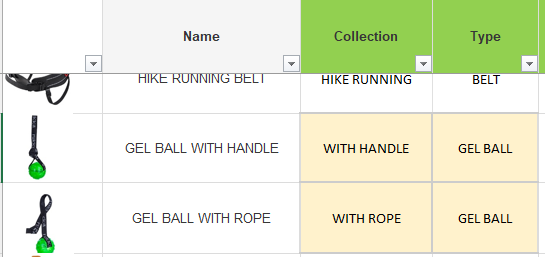 Name Collection Type
HIKE RUNNING BELT HIKE RUNNING BELT
GEL BALL WITH HANDLE WITH HANDLE GEL BALL
GEL BALL WITH ROPE WITH ROPE GEL BALL